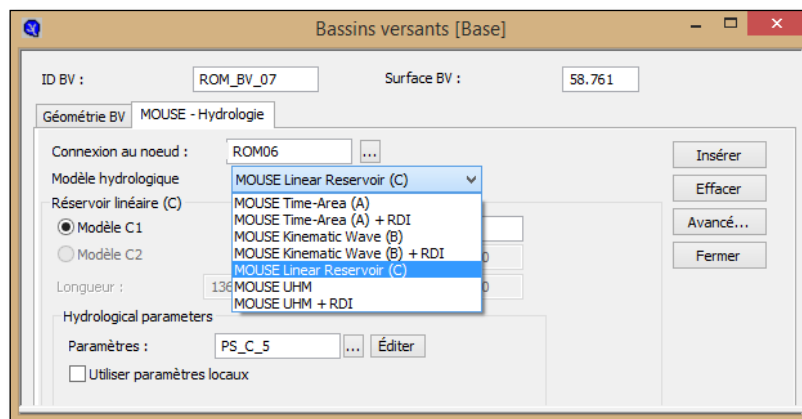 Bassins versants [Base]
ID BV :
ROM_BV_07
Surface BV :
58.761
Géométrie BV
MOUSE - Hydrologie
Connexion au noeud :
ROM06
...
Insérer
Modèle hydrologique
MOUSE Linear Reservoir (C)
Effacer
Réservoir linéaire (C)
MOUSE Time-Area (A)
Modèle C1
MOUSE Time-Area (A) + RDI
Avancé...
MOUSE Kinematic Wave (B)
Modèle C2
MOUSE Kinematic Wave (B) + RDI
0
Fermer
MOUSE Linear Reservoir (C)
Longueur :
136
MOUSE UHM
0
MOUSE UHM + RDI
Hydrological parameters
Paramètres :
PS_C_5
...
Éditer
Utiliser paramètres locaux